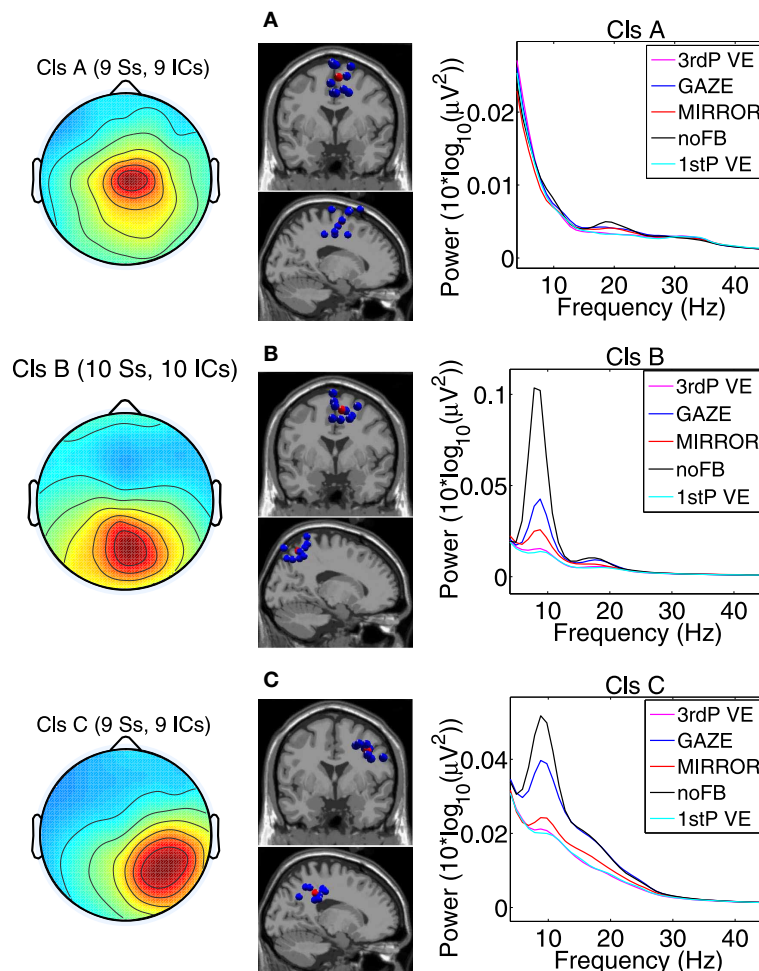 Cls A (9 Ss, 9 ICs)
A
Cls A
3rdP VE
GAZE
MIRROR
noFB
1stP VE
0.02
0.01
0
Power (10*log10(µV²))
10 20 30 40
Frequency (Hz)
Cls B (10 Ss, 10 ICs)
B
Cls B
3rdP VE
GAZE
MIRROR
noFB
1stP VE
0.1
0.05
0
Power (10*log10(µV²))
10 20 30 40
Frequency (Hz)
Cls C (9 Ss, 9 ICs)
C
Cls C
3rdP VE
GAZE
MIRROR
noFB
1stP VE
0.04
0.02
0
Power (10*log10(µV²))
10 20 30 40
Frequency (Hz)